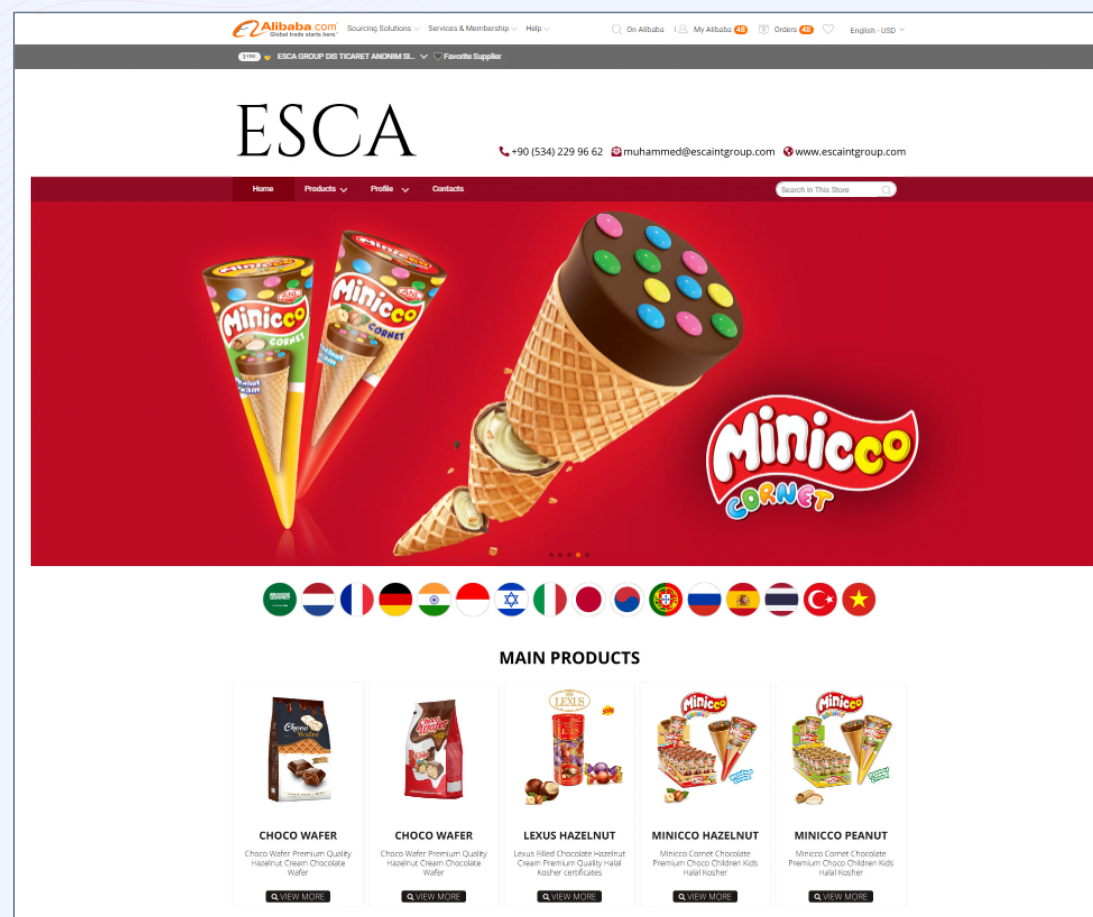 Alibaba.com
Global trade starts here.
Sourcing Solutions Services & Membership Help On Alibaba My Alibaba 48 Orders 48 English - USD
1 YRS ESCA GROUP DIS TICARET ANONIM SI... Favorite Supplier
ESCA
+90 (534) 229 96 62 muhammed@escaintgroup.com www.escaintgroup.com
Home Products Profile Contacts Search In This Store
Minicco
CORNET
Minicco
CORNET
Minicco
CORNET
MAIN PRODUCTS
Choco Wafer
LEXUS
Minicco
Minicco
CHOCO WAFER
Choco Wafer Premium Quality
Hazelnut Cream Chocolate
Wafer
VIEW MORE
CHOCO WAFER
Choco Wafer Premium Quality
Hazelnut Cream Chocolate
Wafer
VIEW MORE
LEXUS HAZELNUT
Lexus Filled Chocolate Hazelnut
Cream Premium Quality Halal
Kosher certificates
VIEW MORE
MINICCO HAZELNUT
Minicco Cornet Chocolate
Premium Choco Children Kids
Halal Kosher
VIEW MORE
MINICCO PEANUT
Minicco Cornet Chocolate
Premium Choco Children Kids
Halal Kosher
VIEW MORE